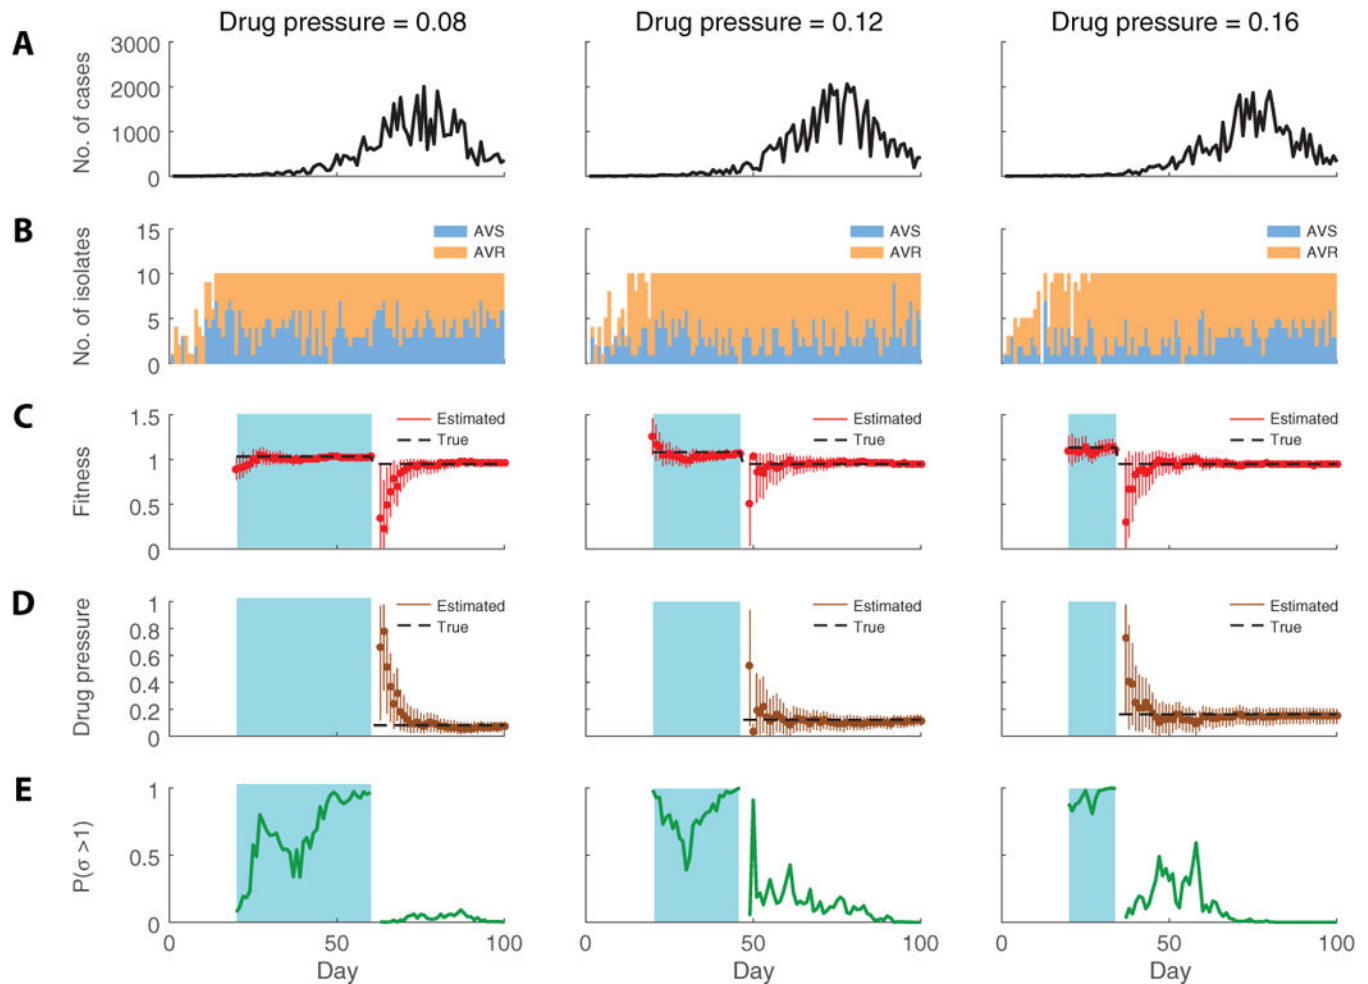 Drug pressure = 0.08 Drug pressure = 0.12 Drug pressure = 0.16
A
No. of cases
3000
2000
1000
0
B
No. of isolates
15
10
5
0
AVS
AVR
AVS
AVR
AVS
AVR
C
Fitness
1.5
1
0.5
0
Estimated
True
Estimated
True
Estimated
True
D
Drug pressure
1
0.8
0.6
0.4
0.2
0
Estimated
True
Estimated
True
Estimated
True
E
P(σ >1)
1
0.5
0
0 50 100 0 50 100 0 50 100
Day Day Day